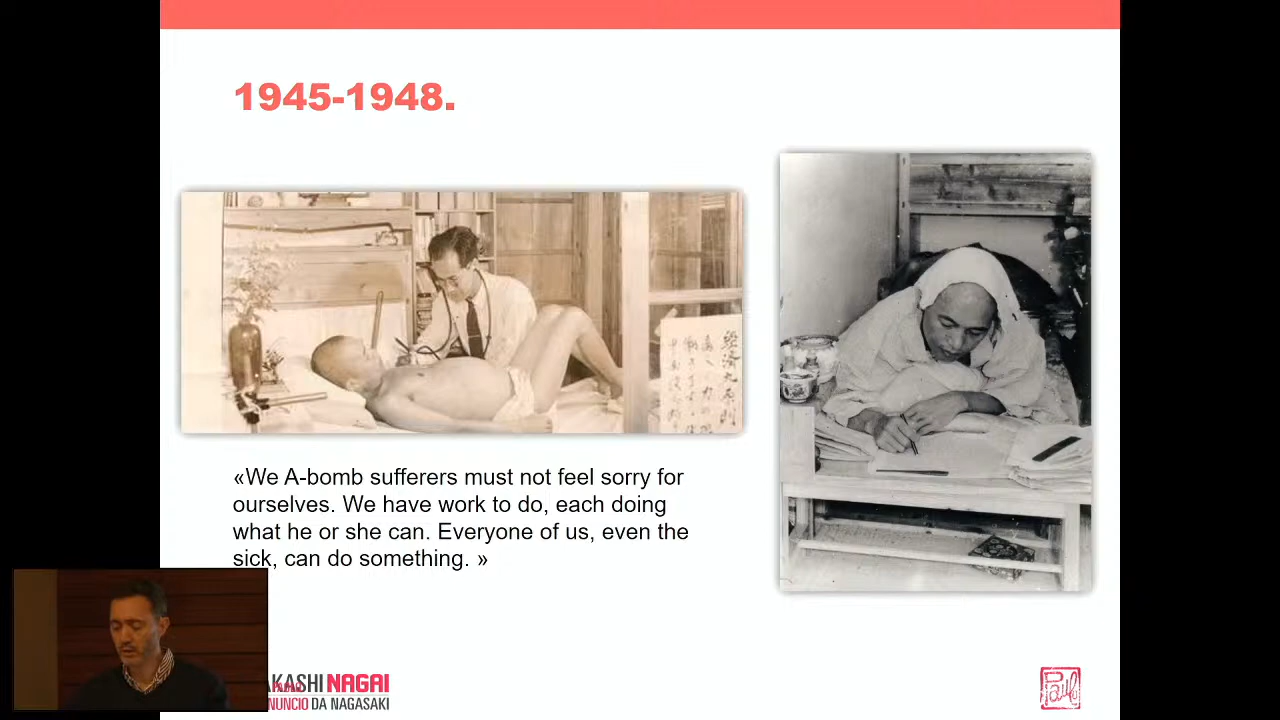 1945-1948.
«We A-bomb sufferers must not feel sorry for
ourselves. We have work to do, each doing
what he or she can. Everyone of us, even the
sick, can do something. »
AKASHI NAGAI
NUNCIO DA NAGASAKI